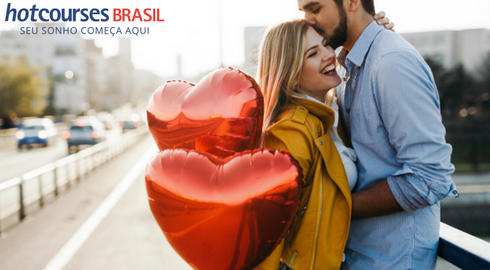 hotcourses BRASIL
SEU SONHO COMEÇA AQUI